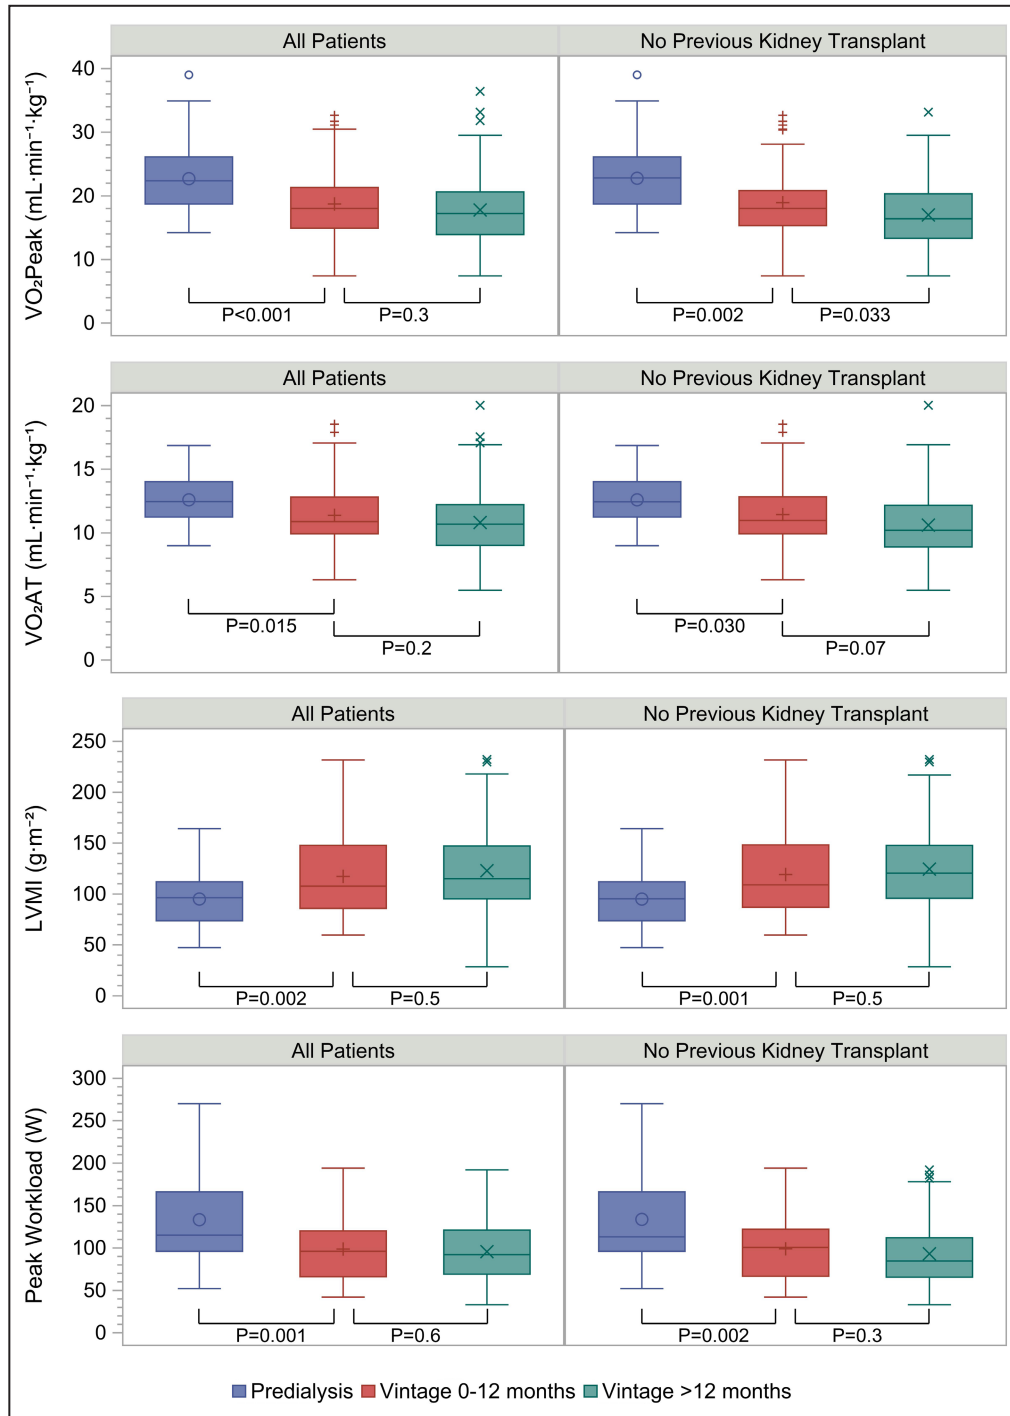 All Patients No Previous Kidney Transplant
VO₂Peak (mL·min⁻¹·kg⁻¹)
40
30
20
10
0
P<0.001 P=0.3 P=0.002 P=0.033
All Patients No Previous Kidney Transplant
VO₂AT (mL·min⁻¹·kg⁻¹)
20
15
10
5
0
P=0.015 P=0.2 P=0.030 P=0.07
All Patients No Previous Kidney Transplant
LVMI (g·m⁻²)
250
200
150
100
50
0
P=0.002 P=0.5 P=0.001 P=0.5
All Patients No Previous Kidney Transplant
Peak Workload (W)
300
250
200
150
100
50
0
P=0.001 P=0.6 P=0.002 P=0.3
Predialysis Vintage 0-12 months Vintage >12 months